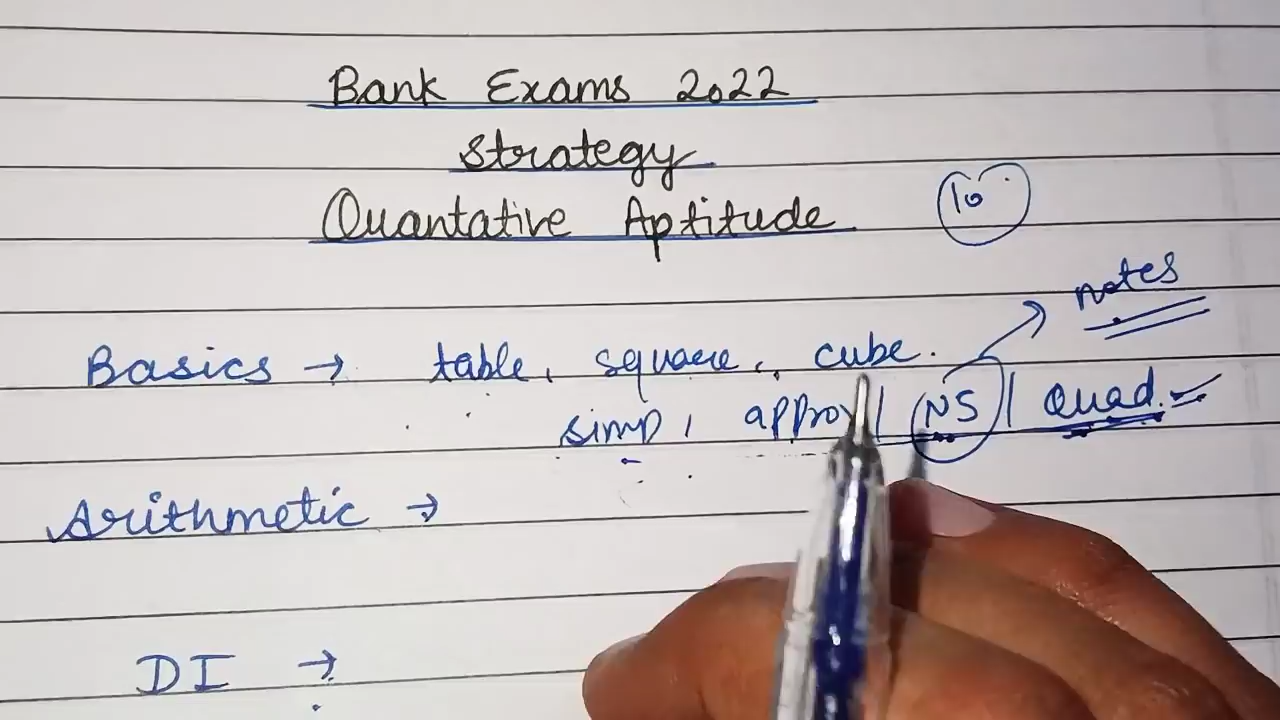 Bank Exams 2022
Strategy
Quantative Aptitude 10
notes
Basics → table, square, cube.
simp, approx | NS | Quad.
Arithmetic →
DI →